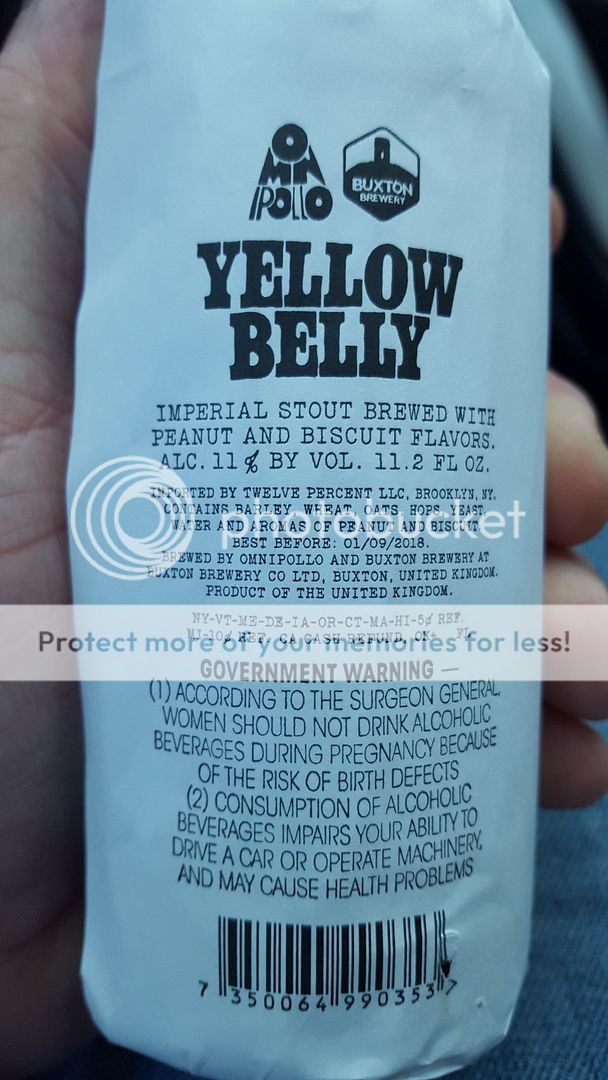 OMNIPOLLO
BUXTON
BREWERY
YELLOW
BELLY
IMPERIAL STOUT BREWED WITH
PEANUT AND BISCUIT FLAVORS.
ALC. 11 % BY VOL. 11.2 FL OZ.
IMPORTED BY TWELVE PERCENT LLC, BROOKLYN, NY.
CONTAINS BARLEY, WHEAT, OATS, HOPS, YEAST,
WATER AND AROMAS OF PEANUT AND BISCUIT.
BEST BEFORE: 01/09/2018.
BREWED BY OMNIPOLLO AND BUXTON BREWERY AT
BUXTON BREWERY CO LTD, BUXTON, UNITED KINGDOM.
PRODUCT OF THE UNITED KINGDOM.
photobucket
NY-VT-ME-DE-IA-OR-CT-MA-HI-5¢ REF.
MI-10¢ REF. CA CASH REFUND, OK+ FL
Protect more of your memories for less!
GOVERNMENT WARNING —
(1) ACCORDING TO THE SURGEON GENERAL,
WOMEN SHOULD NOT DRINK ALCOHOLIC
BEVERAGES DURING PREGNANCY BECAUSE
OF THE RISK OF BIRTH DEFECTS
(2) CONSUMPTION OF ALCOHOLIC
BEVERAGES IMPAIRS YOUR ABILITY TO
DRIVE A CAR OR OPERATE MACHINERY,
AND MAY CAUSE HEALTH PROBLEMS
7 350064 990353 >